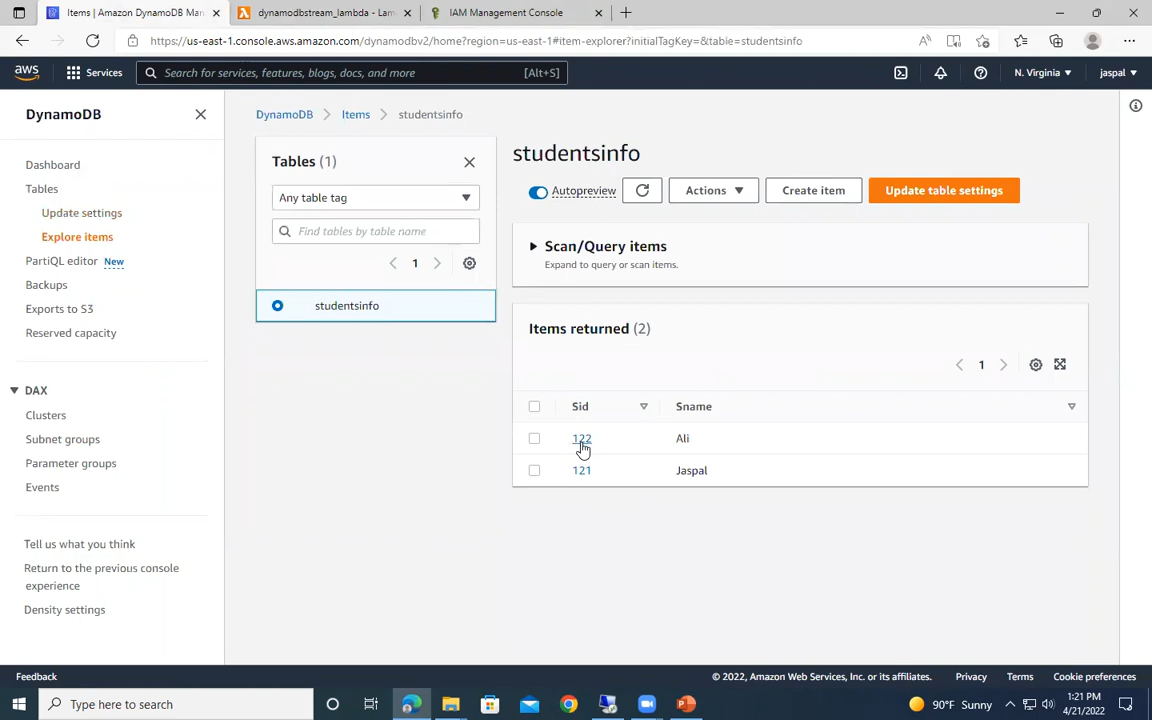 Items | Amazon DynamoDB Man
dynamodbstream_lambda - Lam
IAM Management Console
https://us-east-1.console.aws.amazon.com/dynamodbv2/home?region=us-east-1#item-explorer?initialTagKey=&table=studentsinfo
aws
Services
Search for services, features, blogs, docs, and more
[Alt+S]
N. Virginia
jaspal
DynamoDB
Dashboard
Tables
Update settings
Explore items
PartiQL editor New
Backups
Exports to S3
Reserved capacity
DAX
Clusters
Subnet groups
Parameter groups
Events
Tell us what you think
Return to the previous console
experience
Density settings
DynamoDB
Items
studentsinfo
Tables (1)
Any table tag
Find tables by table name
1
studentsinfo
studentsinfo
Autopreview
Actions
Create item
Update table settings
Scan/Query items
Expand to query or scan items.
Items returned (2)
1
Sid Sname
122 Ali
121 Jaspal
Feedback
© 2022, Amazon Web Services, Inc. or its affiliates.
Privacy
Terms
Cookie preferences
Type here to search
90°F Sunny
1:21 PM
4/21/2022